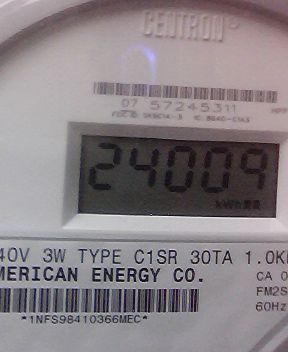 CENTRON®
07 57245311
24009
kWh
40V 3W TYPE C1SR 30TA 1.0K
MERICAN ENERGY CO.
CA 0
FM2S
60Hz
*1NFS98410366MEC*